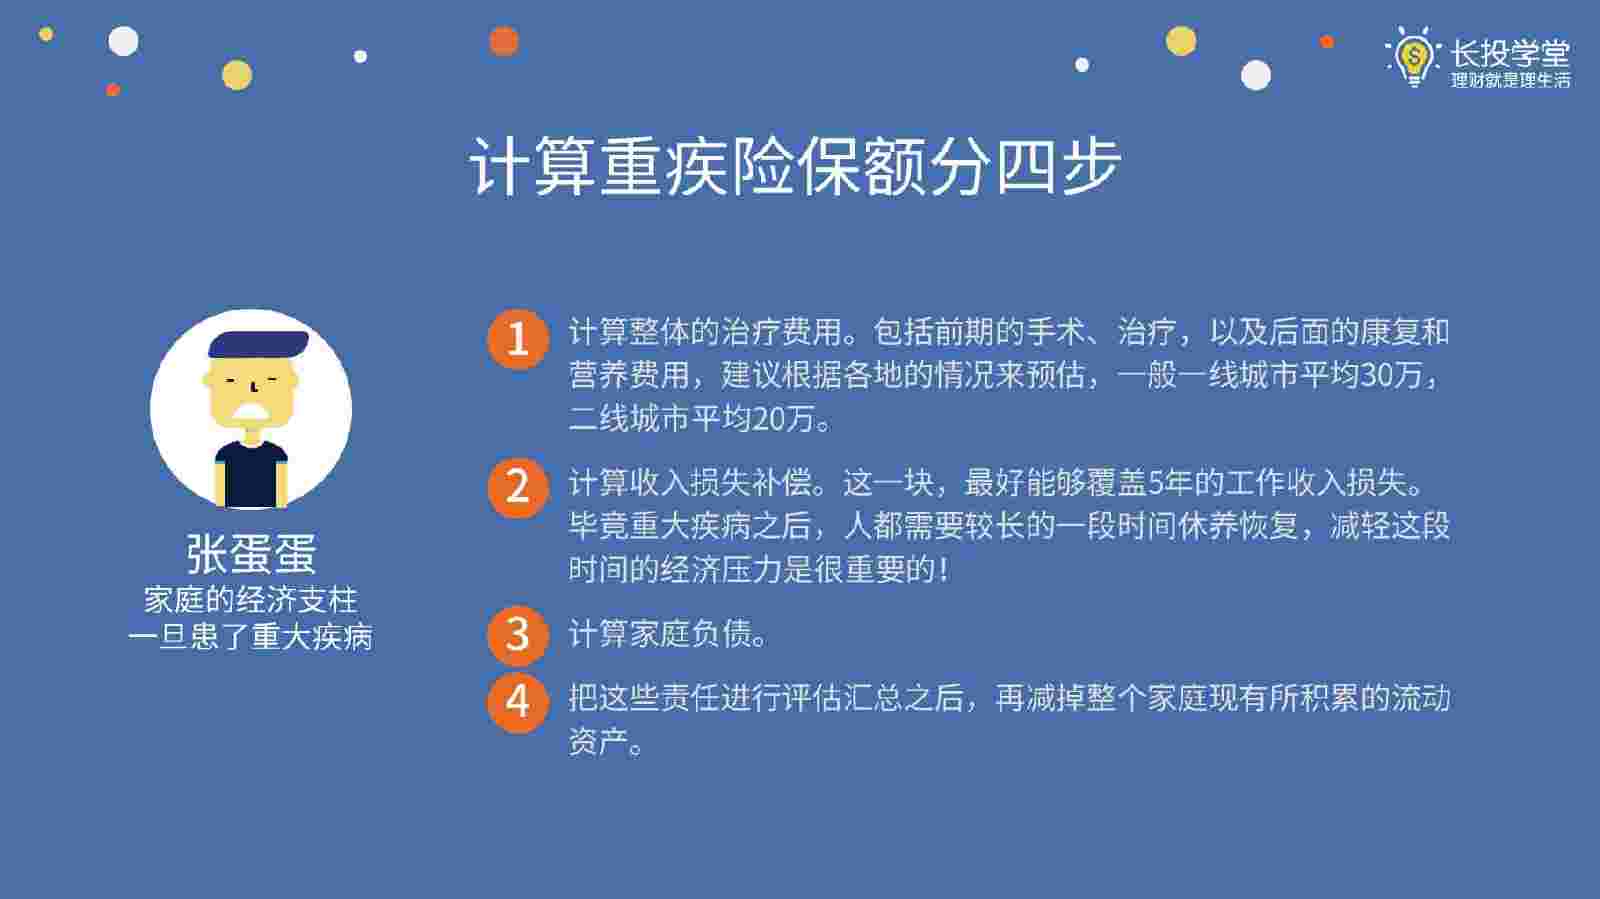 长投学堂
理财就是理生活
计算重疾险保额分四步
张蛋蛋
家庭的经济支柱
一旦患了重大疾病
1
计算整体的治疗费用。包括前期的手术、治疗，以及后面的康复和
营养费用，建议根据各地的情况来预估，一般一线城市平均30万，
二线城市平均20万。
2
计算收入损失补偿。这一块，最好能够覆盖5年的工作收入损失。
毕竟重大疾病之后，人都需要较长的一段时间休养恢复，减轻这段
时间的经济压力是很重要的！
3
计算家庭负债。
4
把这些责任进行评估汇总之后，再减掉整个家庭现有所积累的流动
资产。